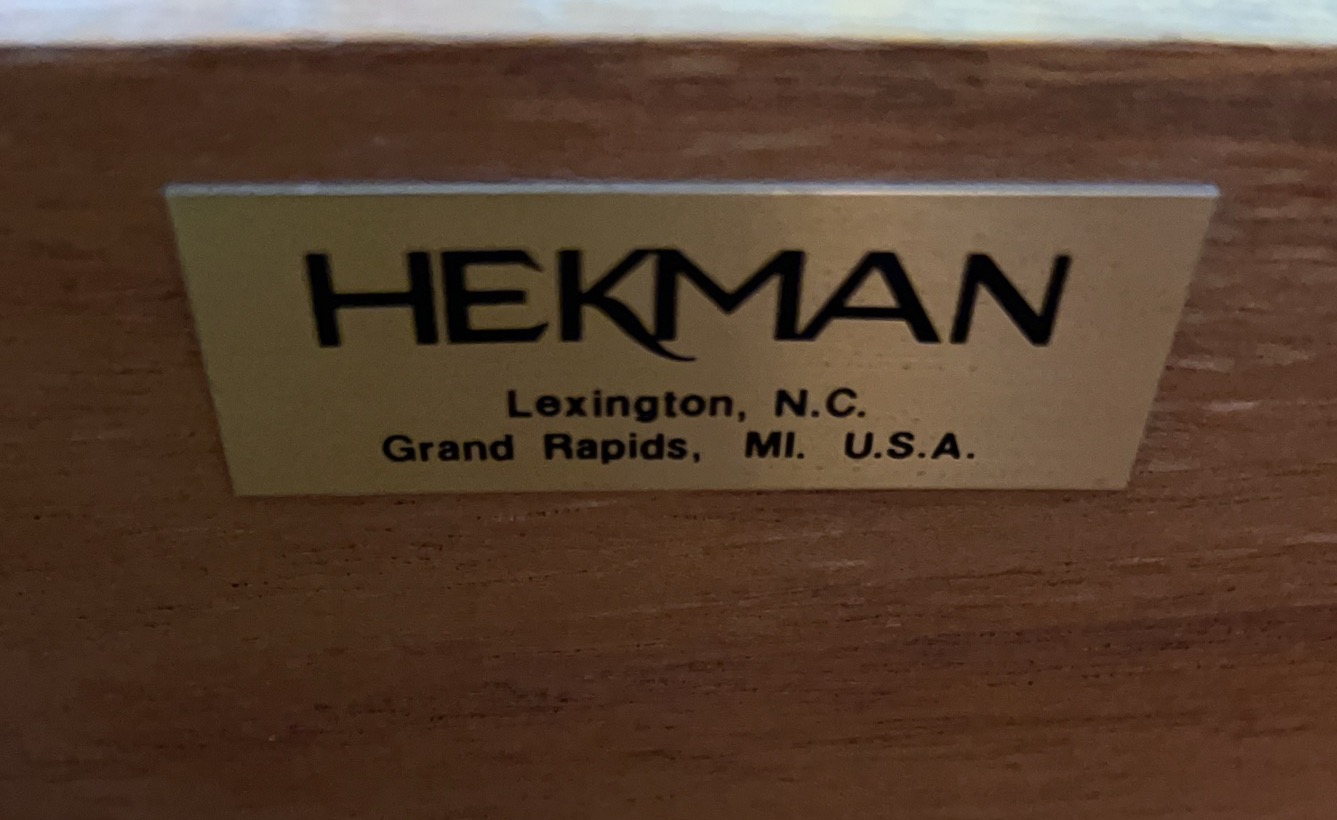 HEKMAN
Lexington, N.C.
Grand Rapids, MI. U.S.A.